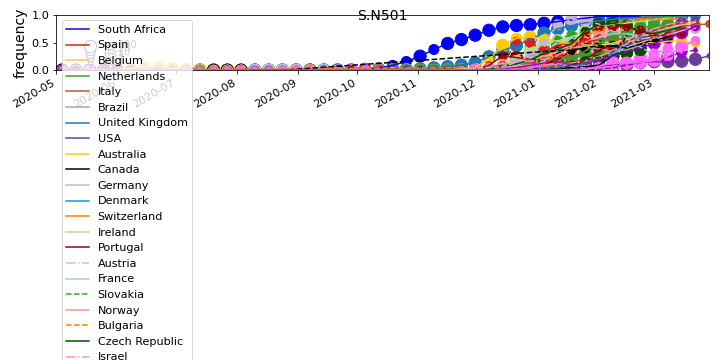 S.N501
frequency
1.0
0.5
0.0
2020-05
2020-07
2020-08
2020-09
2020-10
2020-11
2020-12
2021-01
2021-02
2021-03
South Africa
Spain
Belgium
Netherlands
Italy
Brazil
United Kingdom
USA
Australia
Canada
Germany
Denmark
Switzerland
Ireland
Portugal
Austria
France
Slovakia
Norway
Bulgaria
Czech Republic
Israel